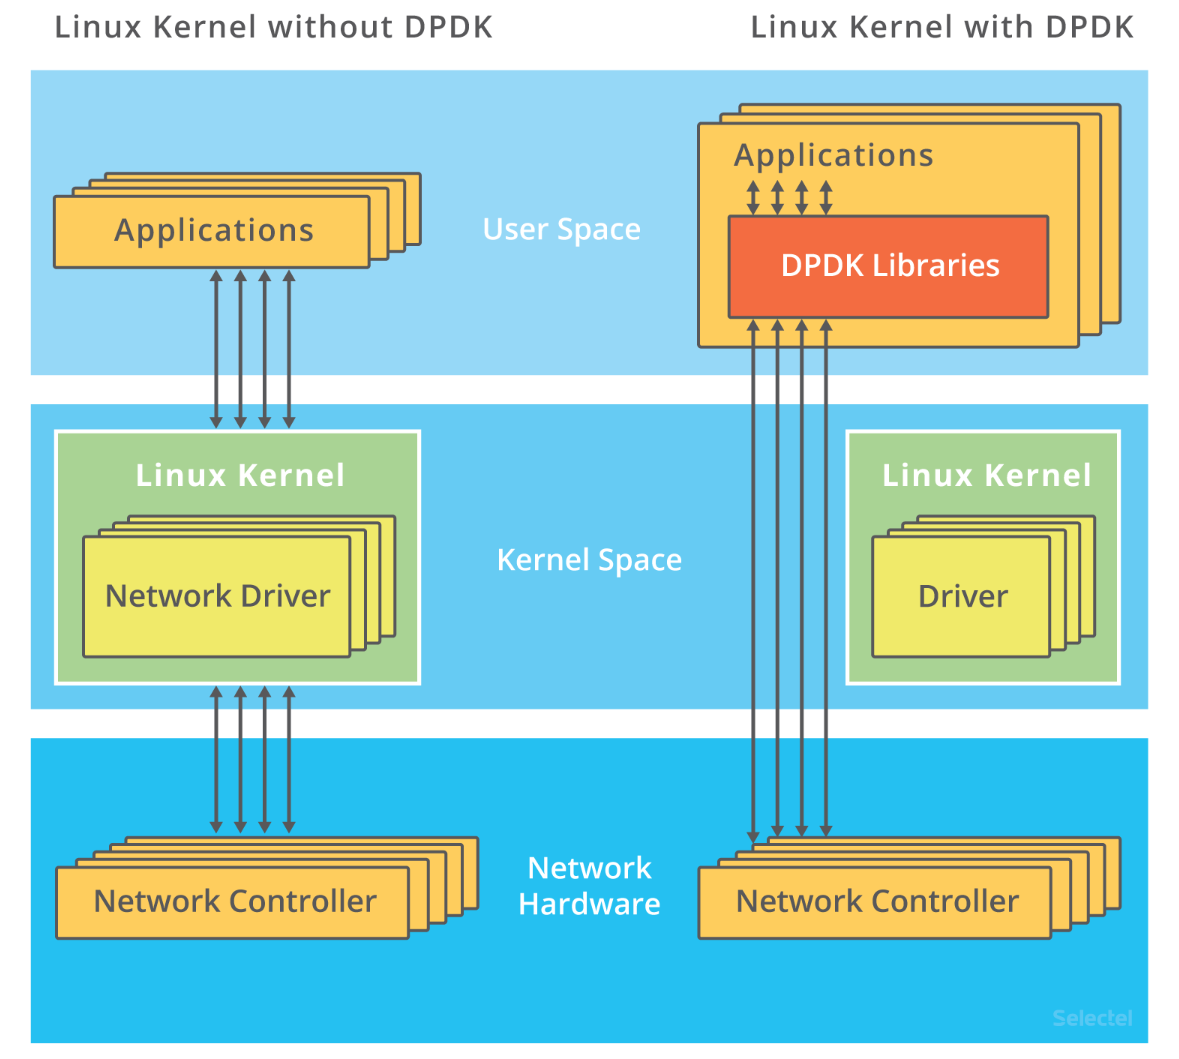 Linux Kernel without DPDK
Linux Kernel with DPDK
Applications
User Space
Applications
DPDK Libraries
Linux Kernel
Network Driver
Kernel Space
Linux Kernel
Driver
Network Controller
Network
Hardware
Network Controller
Selectel